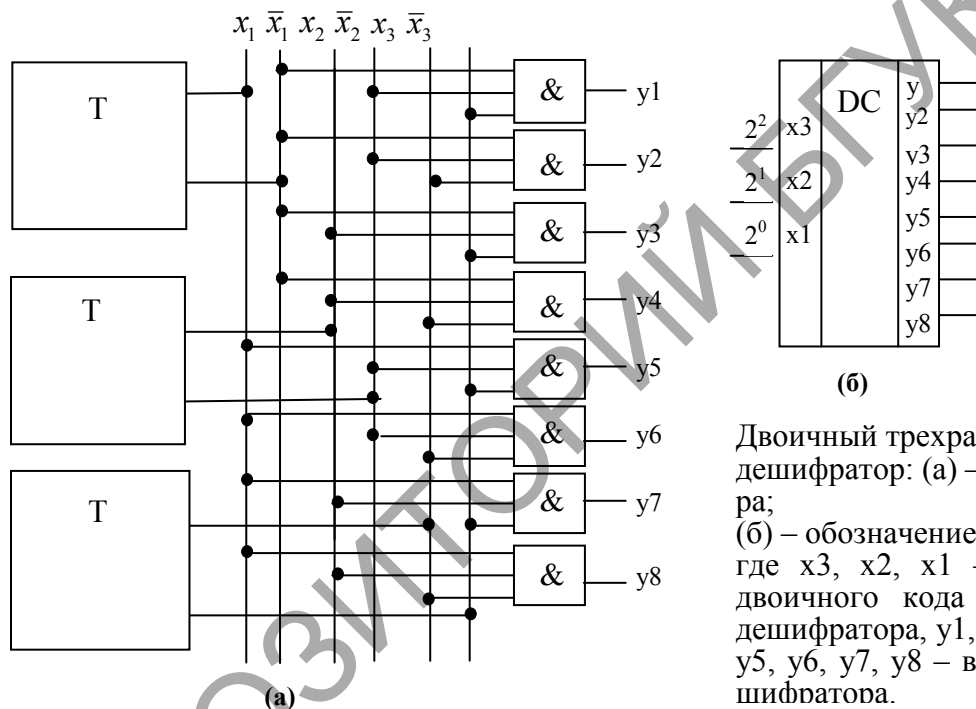 x₁ x̄₁ x₂ x̄₂ x₃ x̄₃
T
T
T
& y1
& y2
& y3
& y4
& y5
& y6
& y7
& y8
(а)
DC
2² x3
2¹ x2
2⁰ x1
y
y2
y3
y4
y5
y6
y7
y8
(б)
Двоичный трехра
дешифратор: (а) –
ра;
(б) – обозначение
где x3, x2, x1 –
двоичного кода
дешифратора, y1,
y5, y6, y7, y8 – в
шифратора.
ОЗИТОРИЙ БГУК